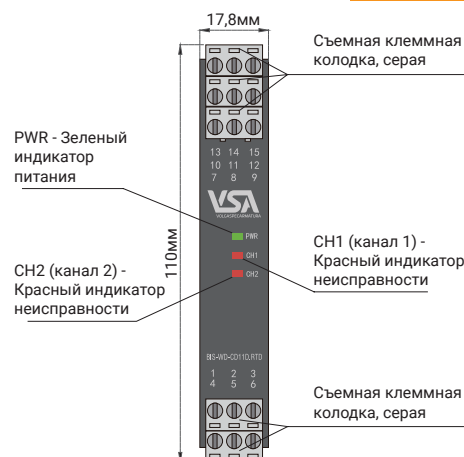 17,8мм
Съемная клеммная
колодка, серая
PWR - Зеленый
индикатор
питания
110мм
13 14 15
10 11 12
7 8 9
VSA
VOLGASPECARMATURA
PWR
CH1
CH2
CH1 (канал 1) -
Красный индикатор
неисправности
CH2 (канал 2) -
Красный индикатор
неисправности
BIS-WD-CD11D.RTD
1 2 3
4 5 6
Съемная клеммная
колодка, серая